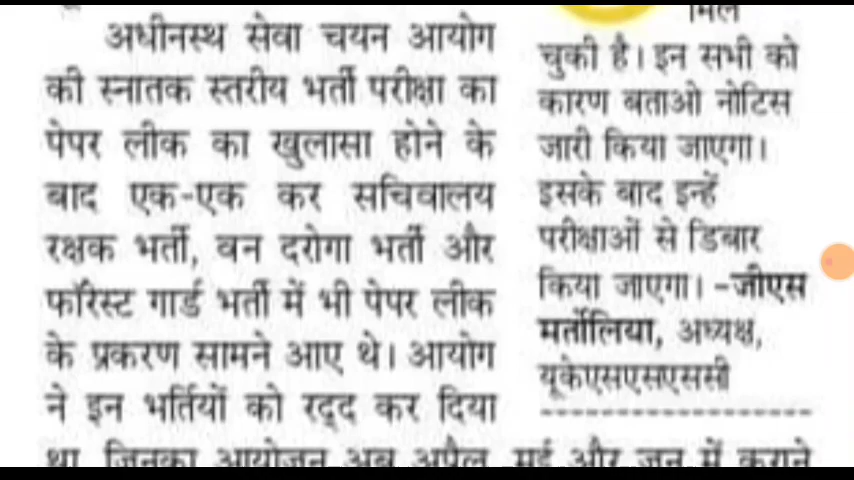 अधीनस्थ सेवा चयन आयोग
की स्नातक स्तरीय भर्ती परीक्षा का
पेपर लीक का खुलासा होने के
बाद एक-एक कर सचिवालय
रक्षक भर्ती, वन दरोगा भर्ती और
फॉरेस्ट गार्ड भर्ती में भी पेपर लीक
के प्रकरण सामने आए थे। आयोग
ने इन भर्तियों को रद्द कर दिया
था, जिनका आयोजन अब अप्रैल, मई और जून में कराने
मिल
चुकी है। इन सभी को
कारण बताओ नोटिस
जारी किया जाएगा।
इसके बाद इन्हें
परीक्षाओं से डिबार
किया जाएगा। -जीएस
मर्तोलिया, अध्यक्ष,
यूकेएसएसएससी